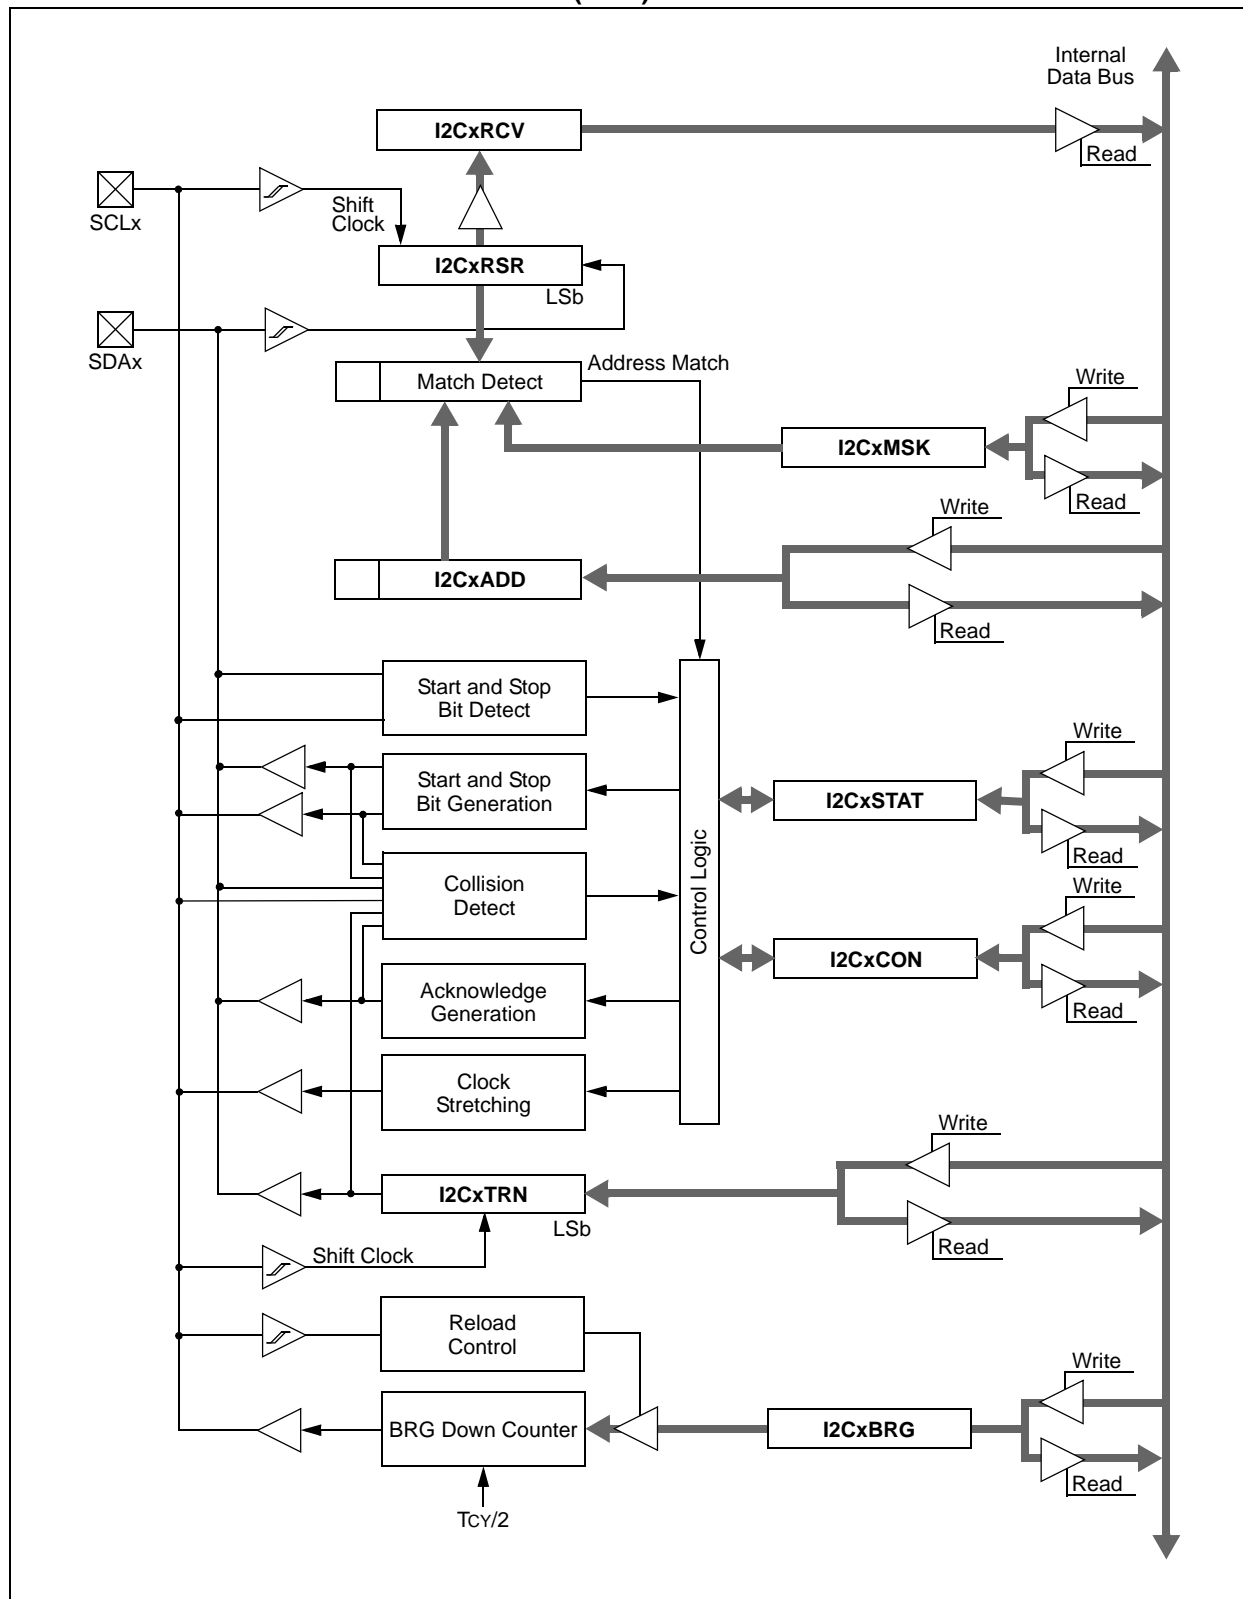 Internal
Data Bus
I2CxRCV
Read
SCLx
Shift
Clock
I2CxRSR
LSb
SDAx
Match Detect
Address Match
Write
I2CxMSK
Read
Write
I2CxADD
Read
Start and Stop
Bit Detect
Start and Stop
Bit Generation
Write
I2CxSTAT
Read
Collision
Detect
Control Logic
Write
I2CxCON
Read
Acknowledge
Generation
Clock
Stretching
Write
I2CxTRN
LSb
Read
Shift Clock
Reload
Control
Write
BRG Down Counter
I2CxBRG
Read
TCY/2